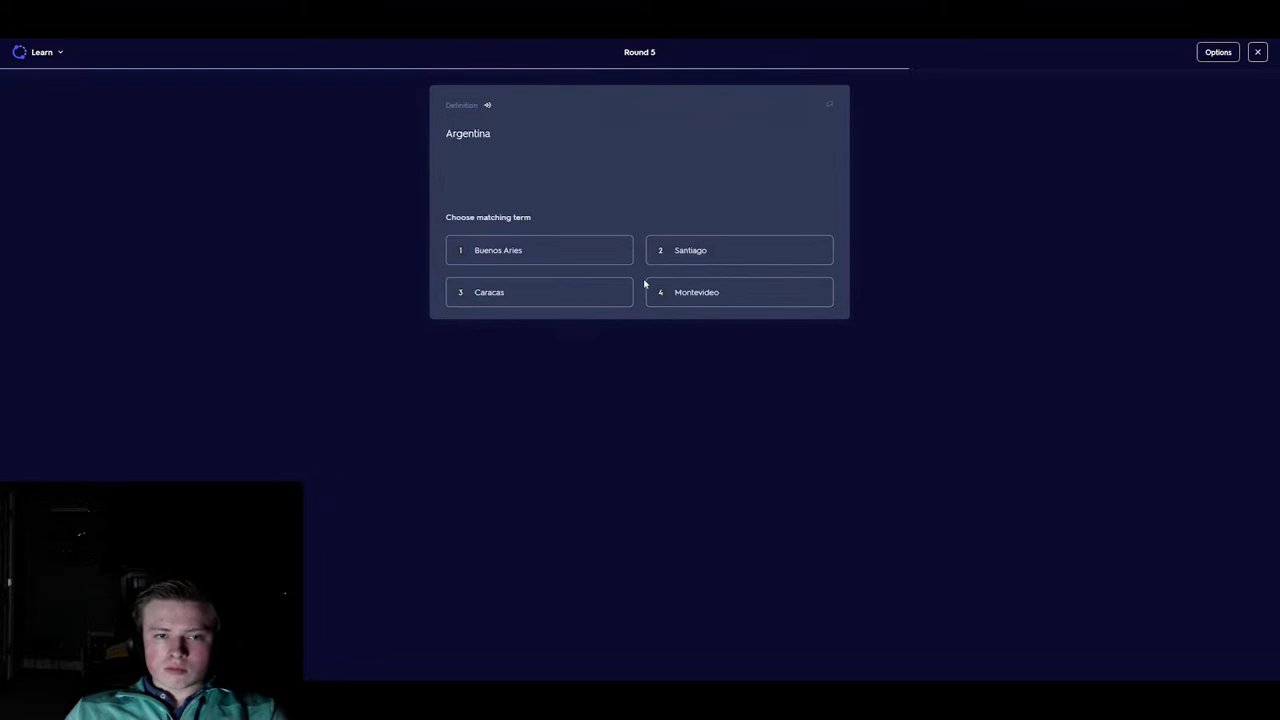 Learn
Round 5
Options
Definition
Argentina
Choose matching term
1 Buenos Aries
2 Santiago
3 Caracas
4 Montevideo